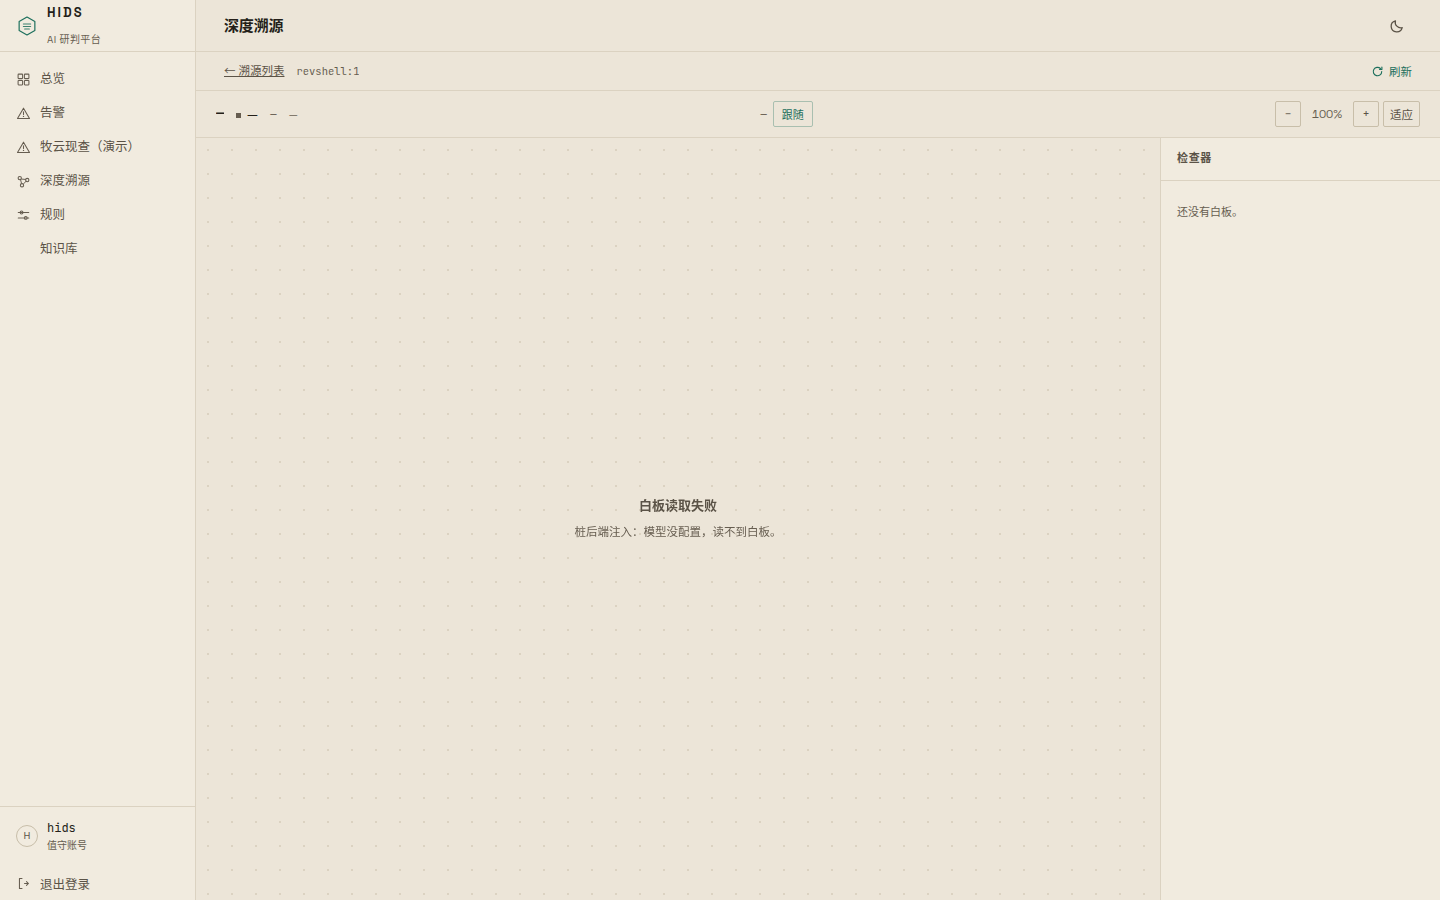 HIDS
AI 研判平台
总览
告警
牧云现查（演示）
深度溯源
规则
知识库
H
hids
值守账号
退出登录
深度溯源
← 溯源列表 revshell:1
刷新
— — — —
— 跟随
− 100% + 适应
白板读取失败
桩后端注入：模型没配置，读不到白板。
检查器
还没有白板。